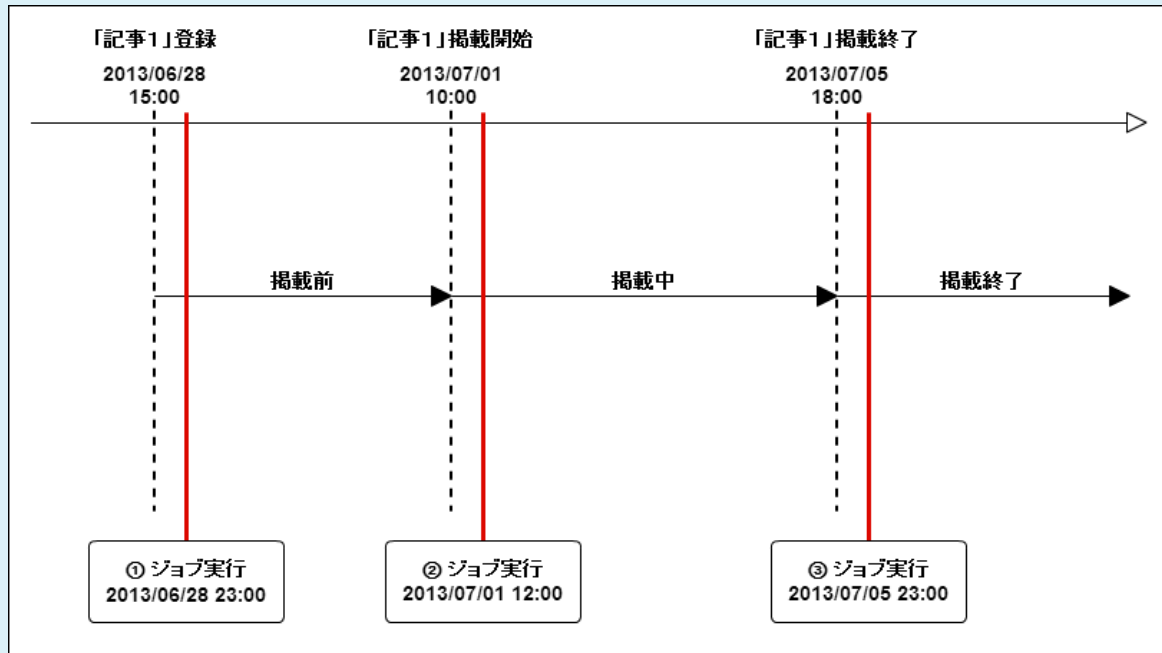 「記事1」登録
2013/06/28
15:00
「記事1」掲載開始
2013/07/01
10:00
「記事1」掲載終了
2013/07/05
18:00
掲載前
掲載中
掲載終了
① ジョブ実行
2013/06/28 23:00
② ジョブ実行
2013/07/01 12:00
③ ジョブ実行
2013/07/05 23:00